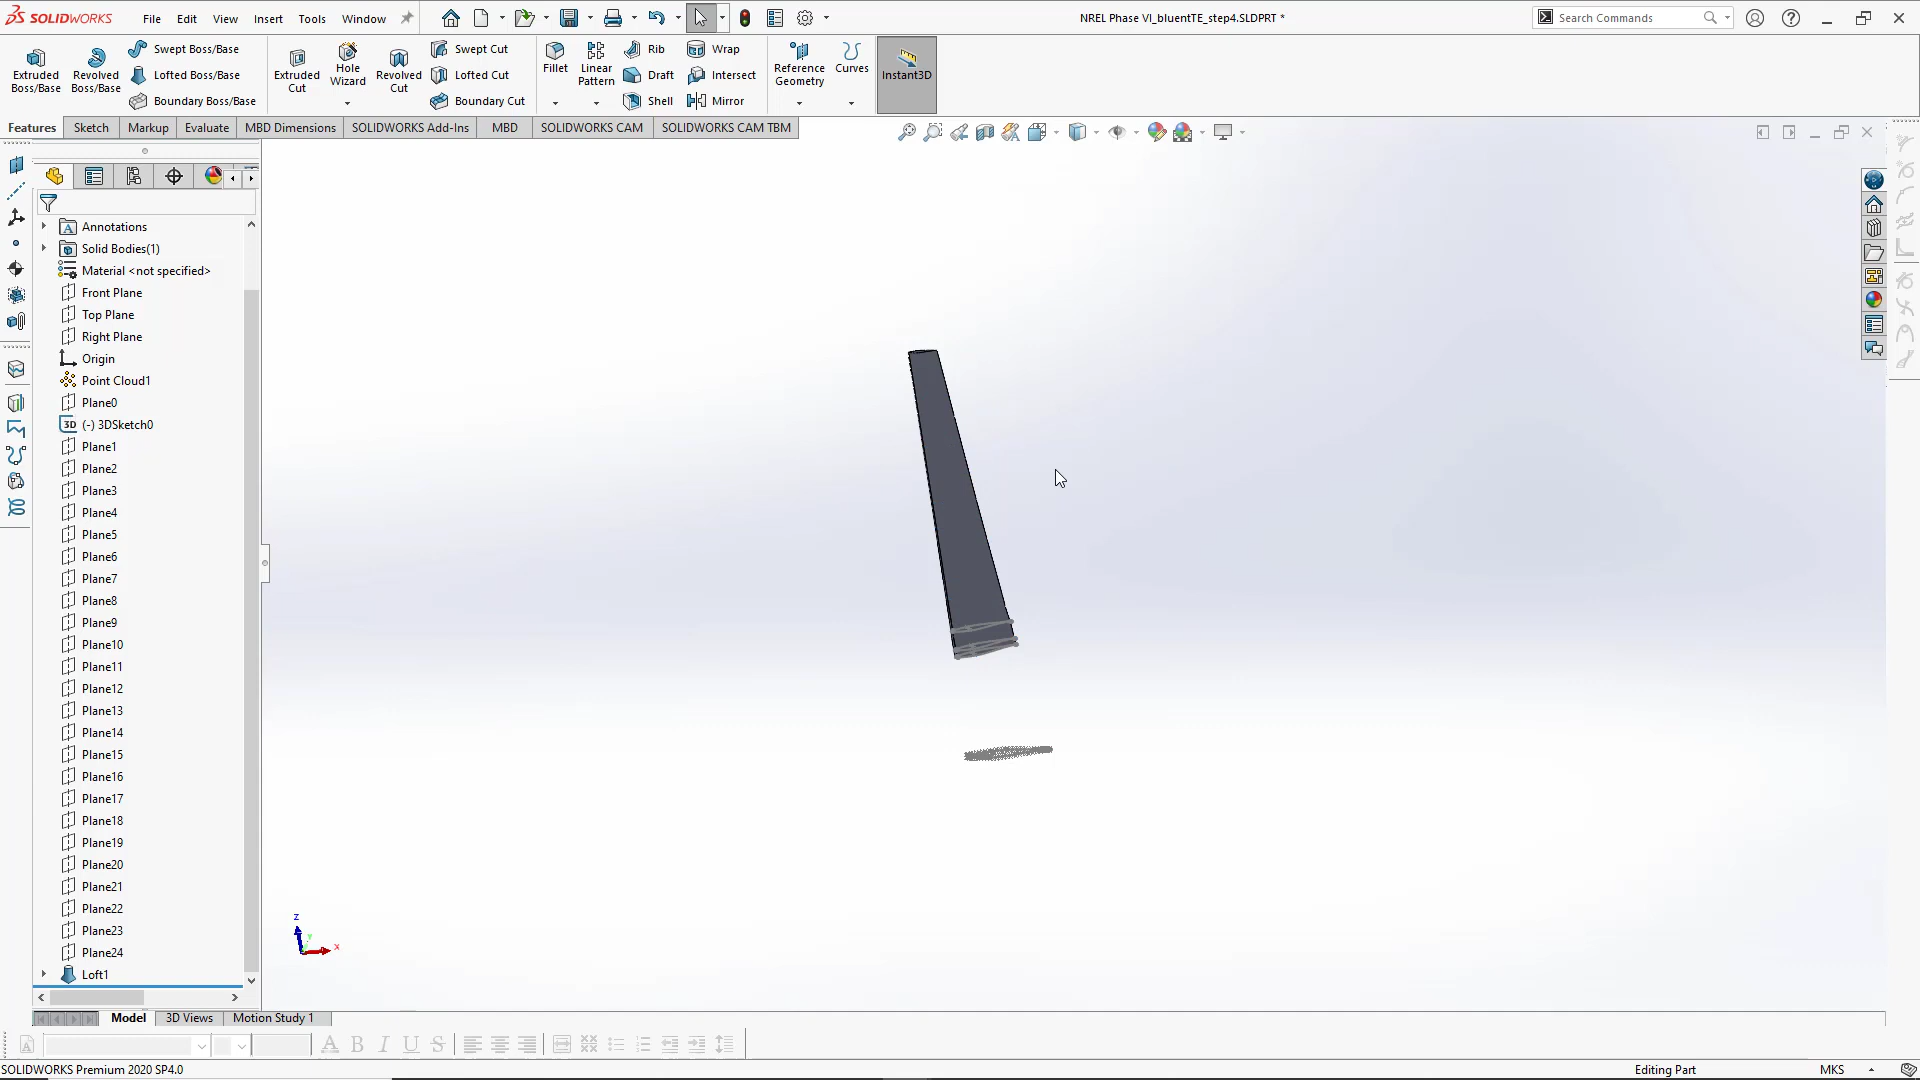 SOLIDWORKS
File Edit View Insert Tools Window
NREL Phase VI_bluentTE_step4.SLDPRT *
Search Commands
Extruded Boss/Base
Revolved Boss/Base
Swept Boss/Base
Lofted Boss/Base
Boundary Boss/Base
Extruded Cut
Hole Wizard
Revolved Cut
Swept Cut
Lofted Cut
Boundary Cut
Fillet
Linear Pattern
Rib
Draft
Shell
Wrap
Intersect
Mirror
Reference Geometry
Curves
Instant3D
Features Sketch Markup Evaluate MBD Dimensions SOLIDWORKS Add-Ins MBD SOLIDWORKS CAM SOLIDWORKS CAM TBM
Annotations
Solid Bodies(1)
Material <not specified>
Front Plane
Top Plane
Right Plane
Origin
Point Cloud1
Plane0
3D (-) 3DSketch0
Plane1
Plane2
Plane3
Plane4
Plane5
Plane6
Plane7
Plane8
Plane9
Plane10
Plane11
Plane12
Plane13
Plane14
Plane15
Plane16
Plane17
Plane18
Plane19
Plane20
Plane21
Plane22
Plane23
Plane24
Loft1
z
y
x
Model 3D Views Motion Study 1
A B I U S
SOLIDWORKS Premium 2020 SP4.0
Editing Part
MKS